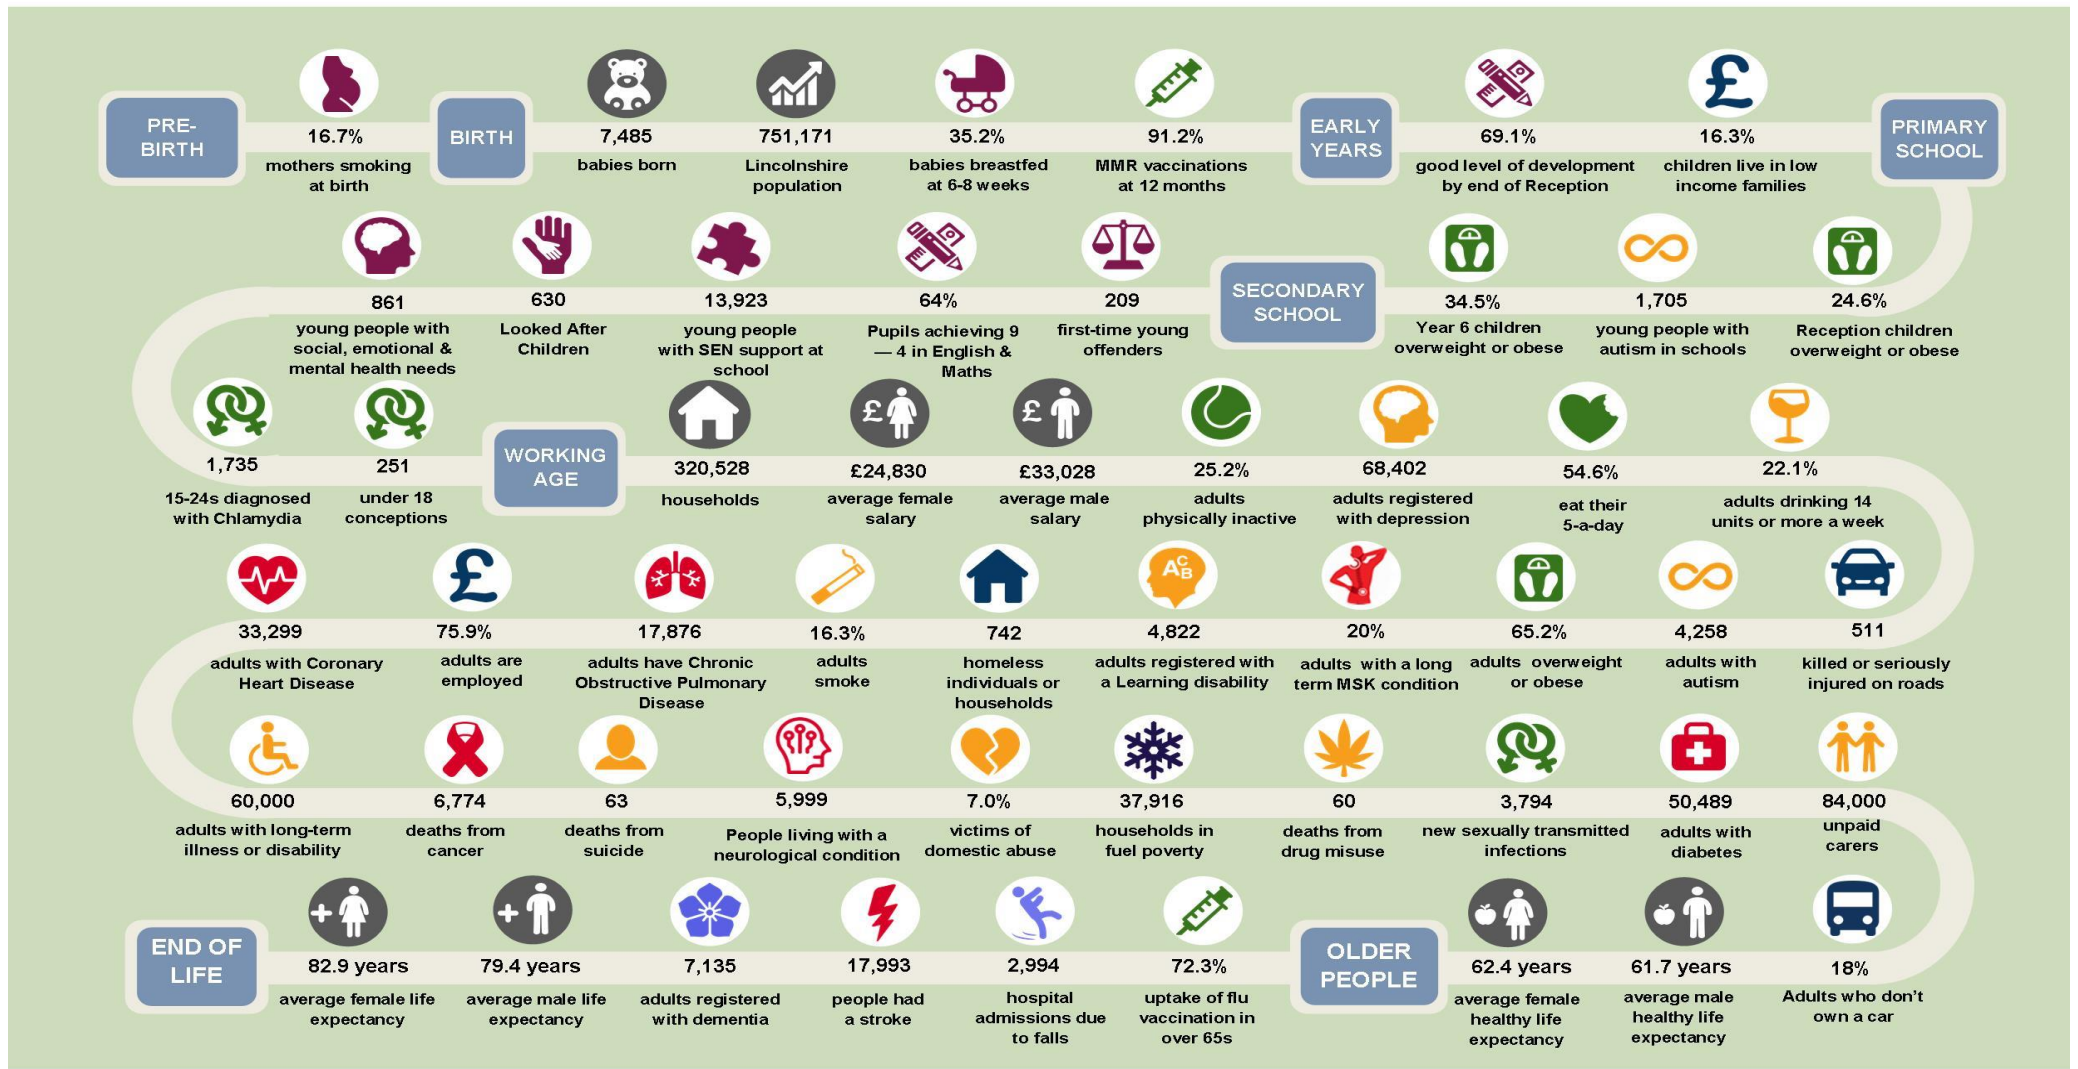 PRE-
BIRTH
16.7%
mothers smoking
at birth
BIRTH
7,485
babies born
751,171
Lincolnshire
population
35.2%
babies breastfed
at 6-8 weeks
91.2%
MMR vaccinations
at 12 months
EARLY
YEARS
69.1%
good level of development
by end of Reception
16.3%
children live in low
income families
PRIMARY
SCHOOL
861
young people with
social, emotional &
mental health needs
630
Looked After
Children
13,923
young people
with SEN support at
school
64%
Pupils achieving 9
— 4 in English &
Maths
209
first-time young
offenders
SECONDARY
SCHOOL
34.5%
Year 6 children
overweight or obese
1,705
young people with
autism in schools
24.6%
Reception children
overweight or obese
1,735
15-24s diagnosed
with Chlamydia
251
under 18
conceptions
WORKING
AGE
320,528
households
£
£24,830
average female
salary
£
£33,028
average male
salary
25.2%
adults
physically inactive
68,402
adults registered
with depression
54.6%
eat their
5-a-day
22.1%
adults drinking 14
units or more a week
33,299
adults with Coronary
Heart Disease
£
75.9%
adults are
employed
17,876
adults have Chronic
Obstructive Pulmonary
Disease
16.3%
adults
smoke
742
homeless
individuals or
households
ABC
4,822
adults registered with
a Learning disability
20%
adults with a long
term MSK condition
65.2%
adults overweight
or obese
4,258
adults with
autism
511
killed or seriously
injured on roads
60,000
adults with long-term
illness or disability
6,774
deaths from
cancer
63
deaths from
suicide
5,999
People living with a
neurological condition
7.0%
victims of
domestic abuse
37,916
households in
fuel poverty
60
deaths from
drug misuse
3,794
new sexually transmitted
infections
50,489
adults with
diabetes
84,000
unpaid
carers
END OF
LIFE
82.9 years
average female life
expectancy
79.4 years
average male life
expectancy
7,135
adults registered
with dementia
17,993
people had
a stroke
2,994
hospital
admissions due
to falls
72.3%
uptake of flu
vaccination in
over 65s
OLDER
PEOPLE
62.4 years
average female
healthy life
expectancy
61.7 years
average male
healthy life
expectancy
18%
Adults who don't
own a car